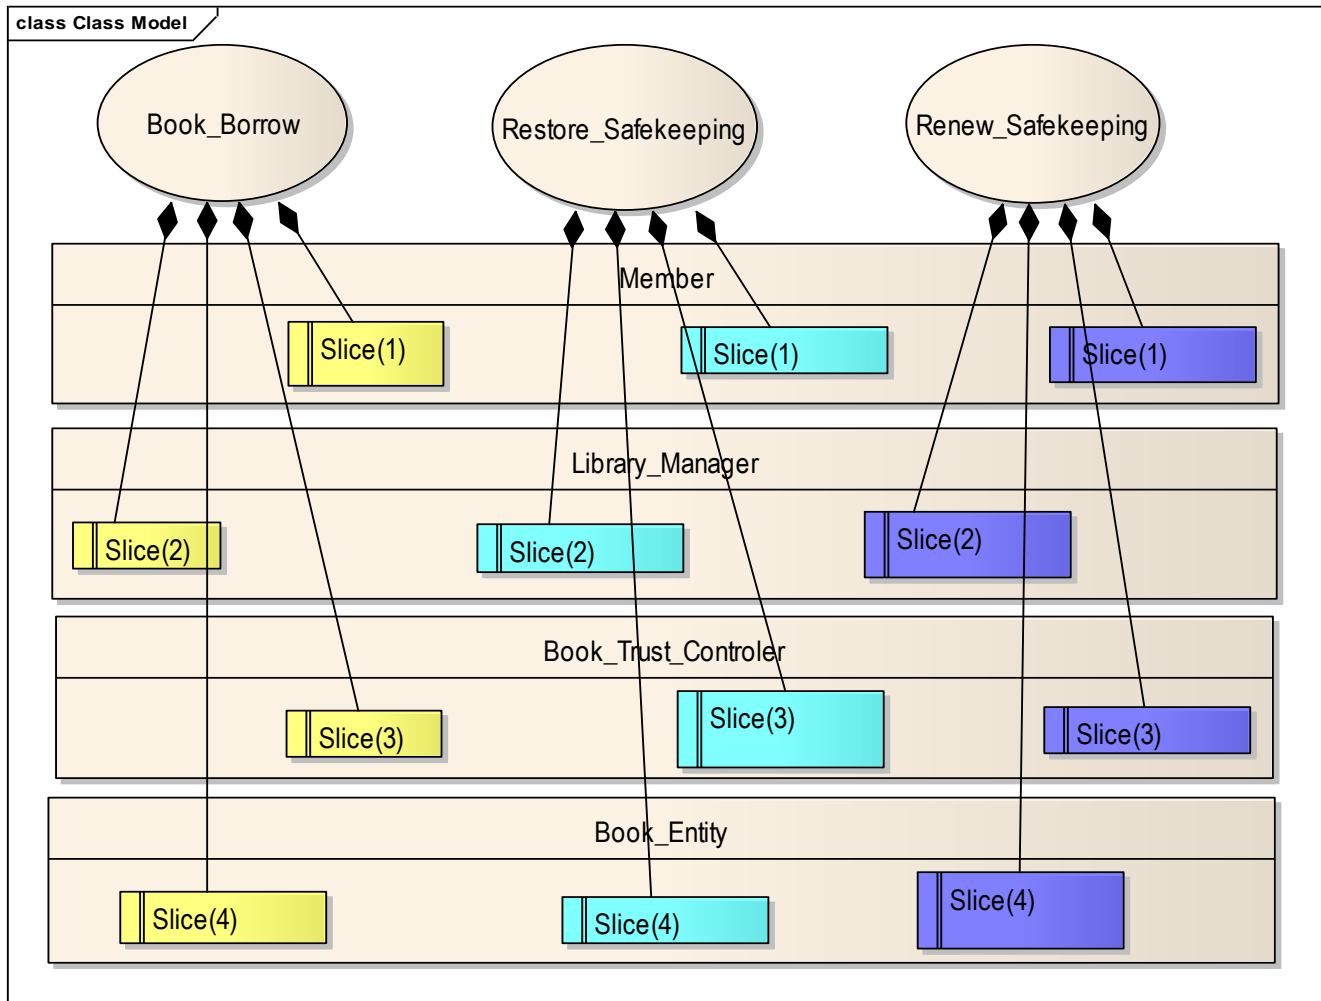 class Class Model
Book_Borrow
Restore_Safekeeping
Renew_Safekeeping
Member
Slice(1)
Slice(1)
Slice(1)
Library_Manager
Slice(2)
Slice(2)
Slice(2)
Book_Trust_Controler
Slice(3)
Slice(3)
Slice(3)
Book_Entity
Slice(4)
Slice(4)
Slice(4)